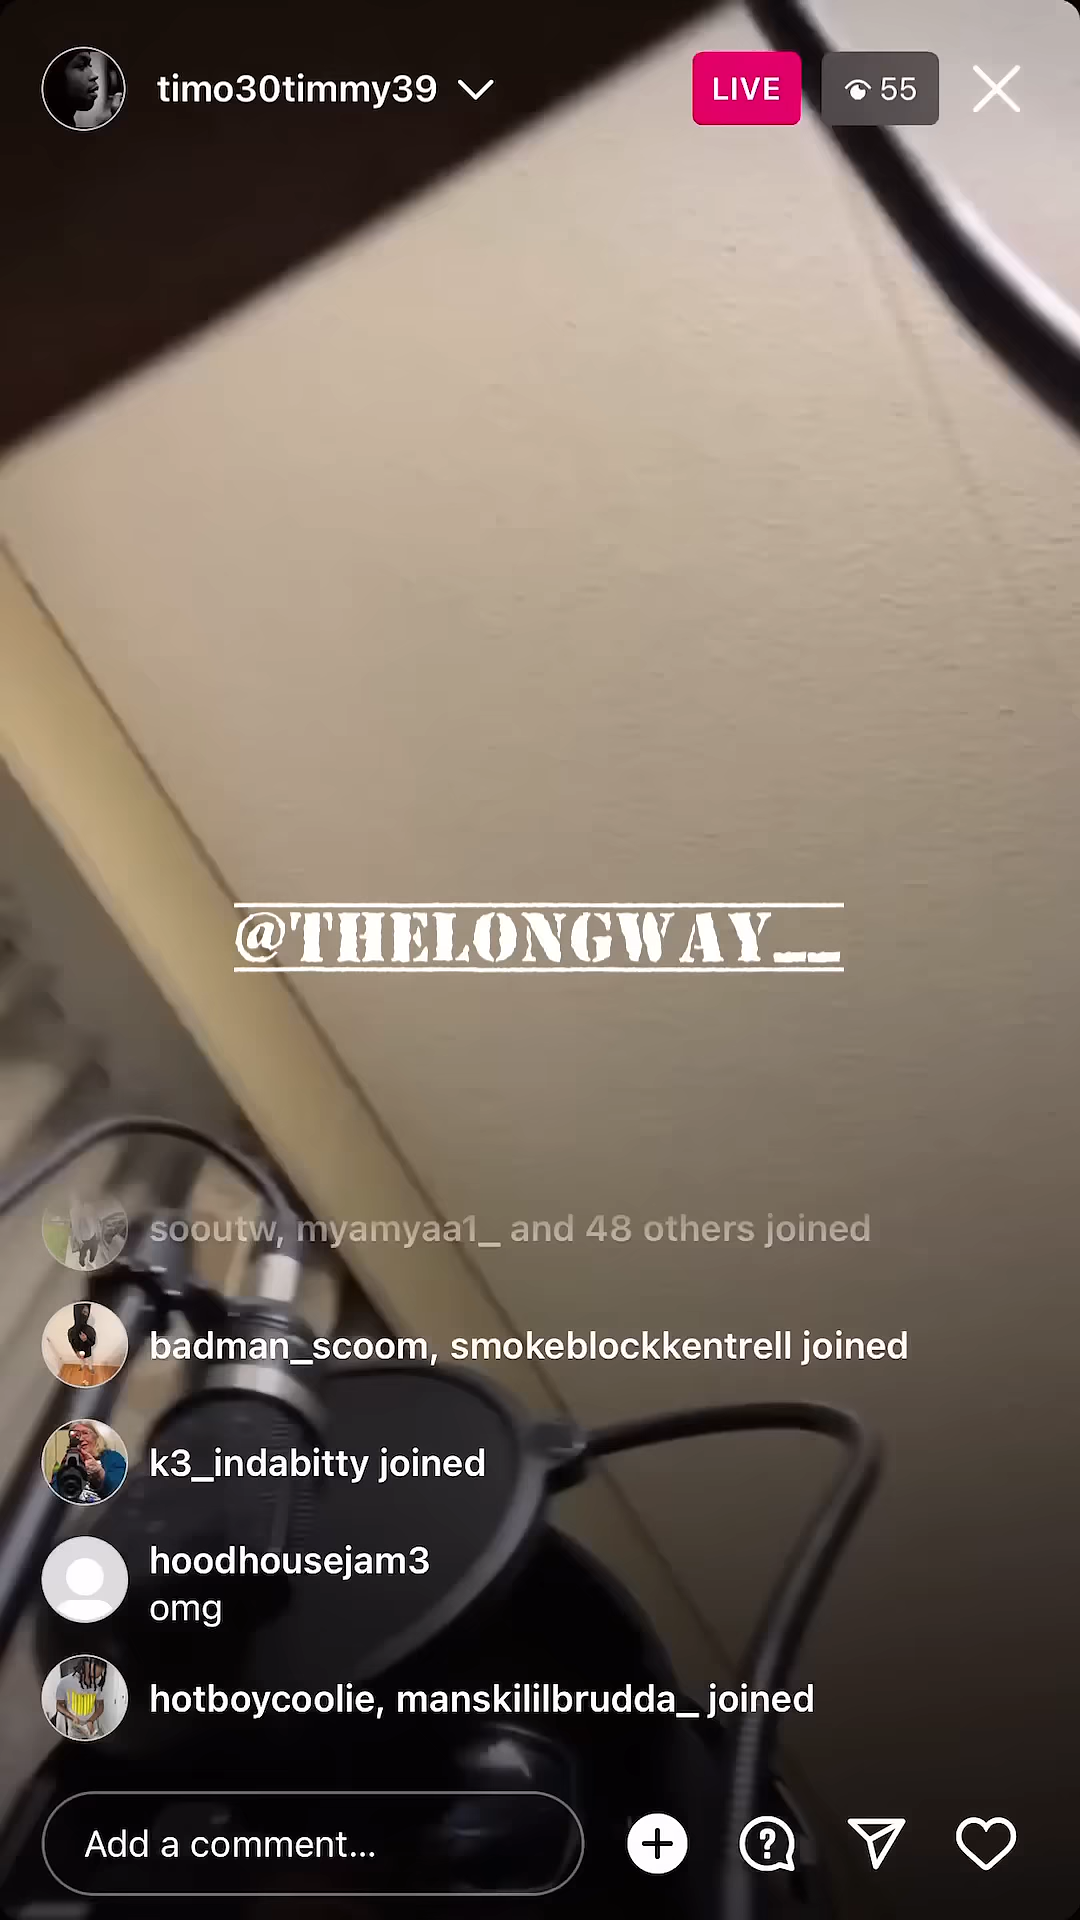 timo30timmy39
LIVE
55
@THELONGWAY__
sooutw, myamyaa1_ and 48 others joined
badman_scoom, smokeblockkentrell joined
k3_indabitty joined
hoodhousejam3
omg
hotboycoolie, manskililbrudda_ joined
Add a comment...